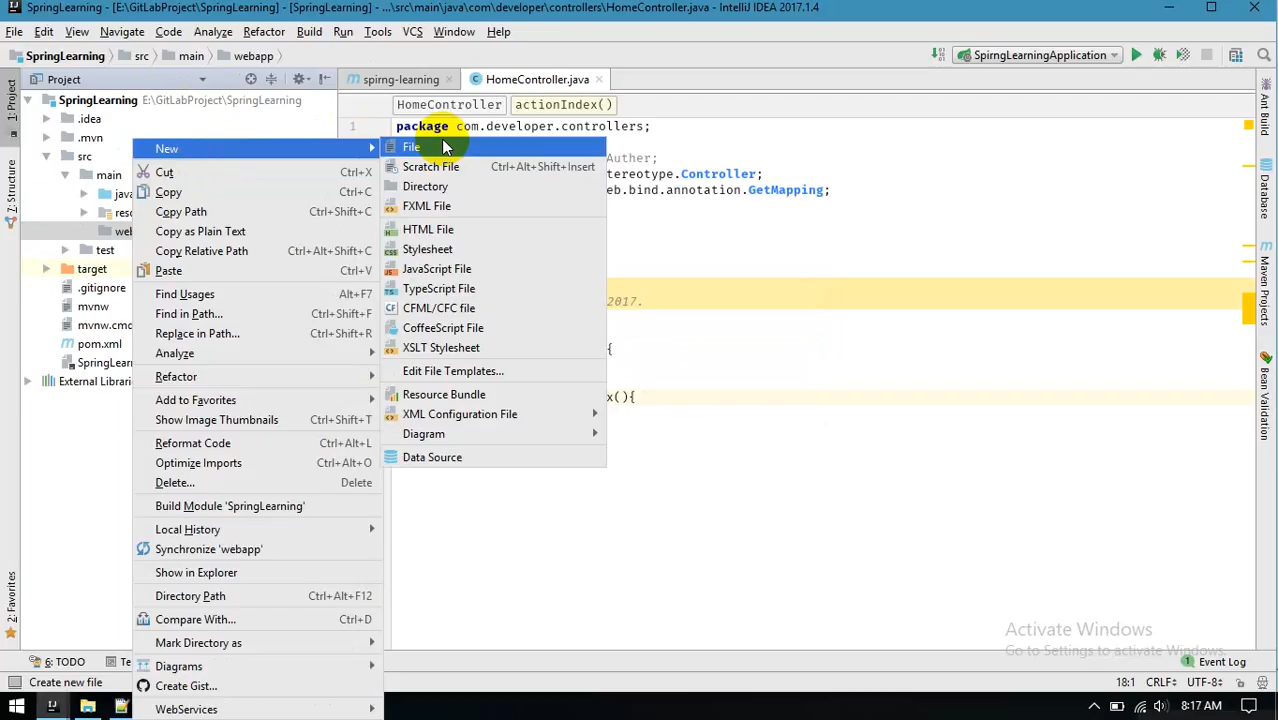 SpringLearning - [E:\GitLabProject\SpringLearning] - [SpringLearning] - ...\src\main\java\com\developer\controllers\HomeController.java - IntelliJ IDEA 2017.1.4
File Edit View Navigate Code Analyze Refactor Build Run Tools VCS Window Help
SpringLearning src main webapp SpirngLearningApplication
Project spirng-learning HomeController.java
SpringLearning E:\GitLabProject\SpringLearning
HomeController actionIndex()
.idea
1 package com.developer.controllers;
.mvn
src
New File
Auther;
Cut Ctrl+X Scratch File Ctrl+Alt+Shift+Insert
main
tereotype.Controller;
Copy Ctrl+C Directory
eb.bind.annotation.GetMapping;
Copy Path Ctrl+Shift+C FXML File
Copy as Plain Text HTML File
Copy Relative Path Ctrl+Alt+Shift+C Stylesheet
test
Paste Ctrl+V JavaScript File
target
.gitignore
TypeScript File
Find Usages Alt+F7
2017.
mvnw
CFML/CFC file
Find in Path... Ctrl+Shift+F
mvnw.cmd
CoffeeScript File
Replace in Path... Ctrl+Shift+R
pom.xml
XSLT Stylesheet
{
Analyze
SpringLearn
Edit File Templates...
Refactor
External Librari
Resource Bundle
x(){
Add to Favorites
XML Configuration File
Show Image Thumbnails Ctrl+Shift+T
Diagram
Reformat Code Ctrl+Alt+L
Data Source
Optimize Imports Ctrl+Alt+O
Delete... Delete
Build Module 'SpringLearning'
Local History
Synchronize 'webapp'
Show in Explorer
Directory Path Ctrl+Alt+F12
Compare With... Ctrl+D
Mark Directory as
Diagrams
Create Gist...
WebServices
1: Project
7: Structure
2: Favorites
Ant Build
Database
Maven Projects
Bean Validation
Activate Windows
Go to Settings to activate Windows.
6: TODO Te 1 Event Log
Create new file 18:1 CRLF UTF-8
8:17 AM